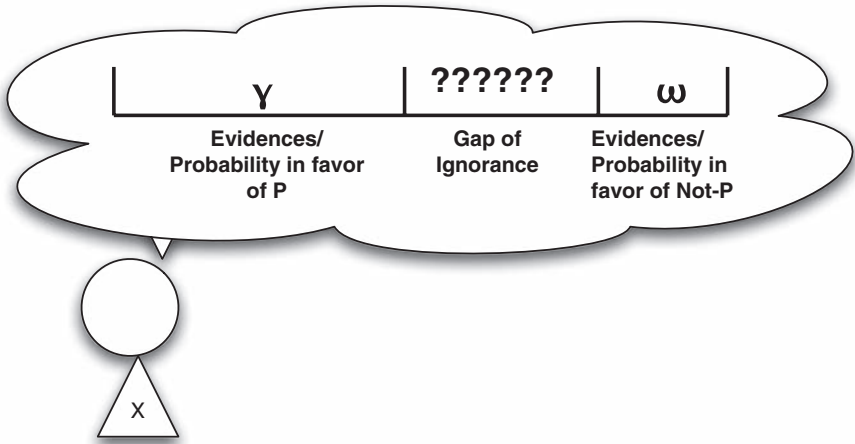 γ ?????? ω
Evidences/ Gap of Evidences/
Probability in favor Ignorance Probability in
of P favor of Not-P
X